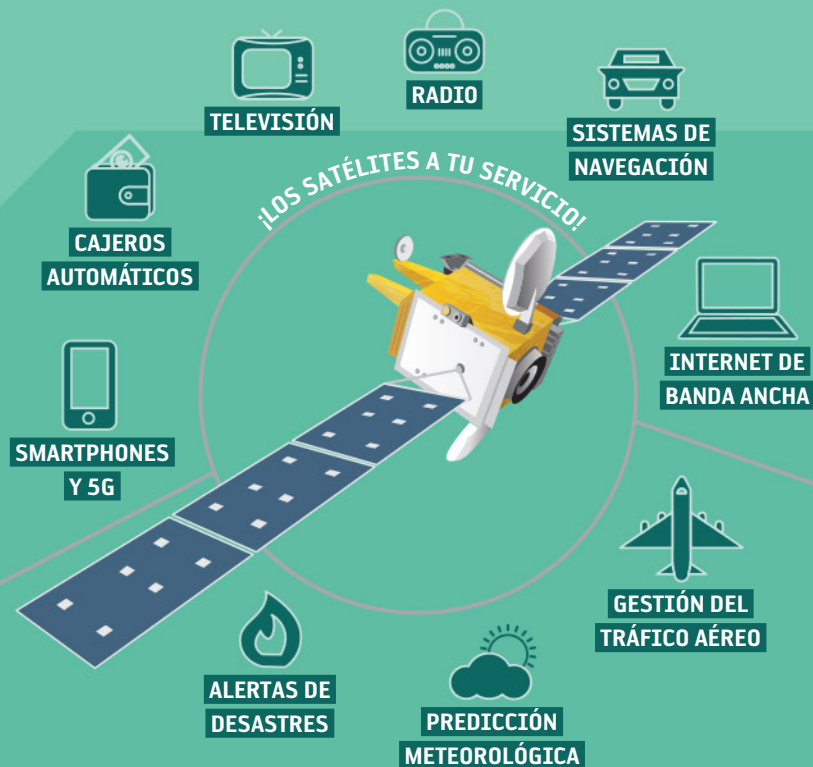 TELEVISIÓN
RADIO
SISTEMAS DE
NAVEGACIÓN
¡LOS SATÉLITES A TU SERVICIO!
CAJEROS
AUTOMÁTICOS
INTERNET DE
BANDA ANCHA
SMARTPHONES
Y 5G
GESTIÓN DEL
TRÁFICO AÉREO
ALERTAS DE
DESASTRES
PREDICCIÓN
METEOROLÓGICA